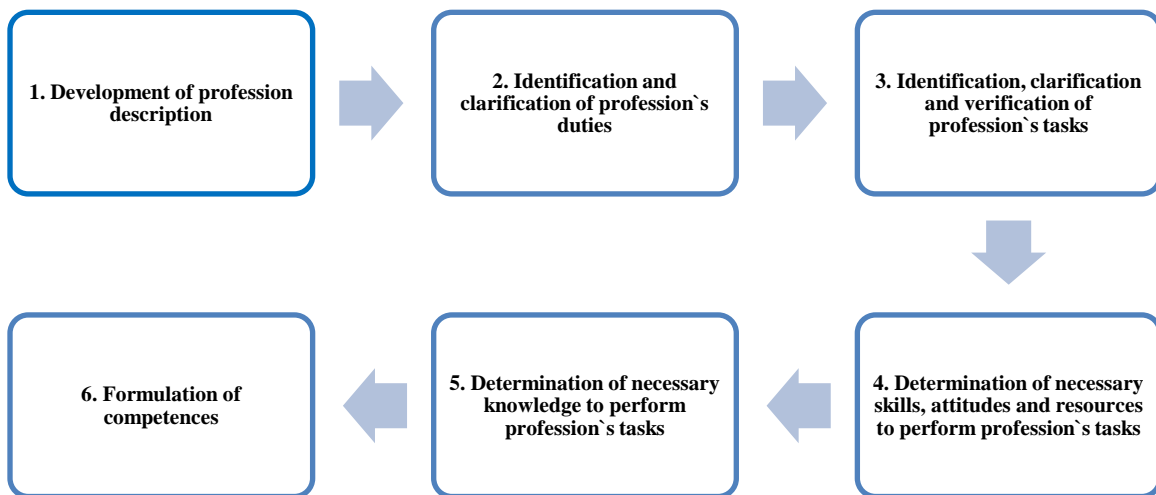 1. Development of profession
description
2. Identification and
clarification of profession`s
duties
3. Identification, clarification
and verification of
profession`s tasks
4. Determination of necessary
skills, attitudes and resources
to perform profession`s tasks
5. Determination of necessary
knowledge to perform
profession`s tasks
6. Formulation of
competences